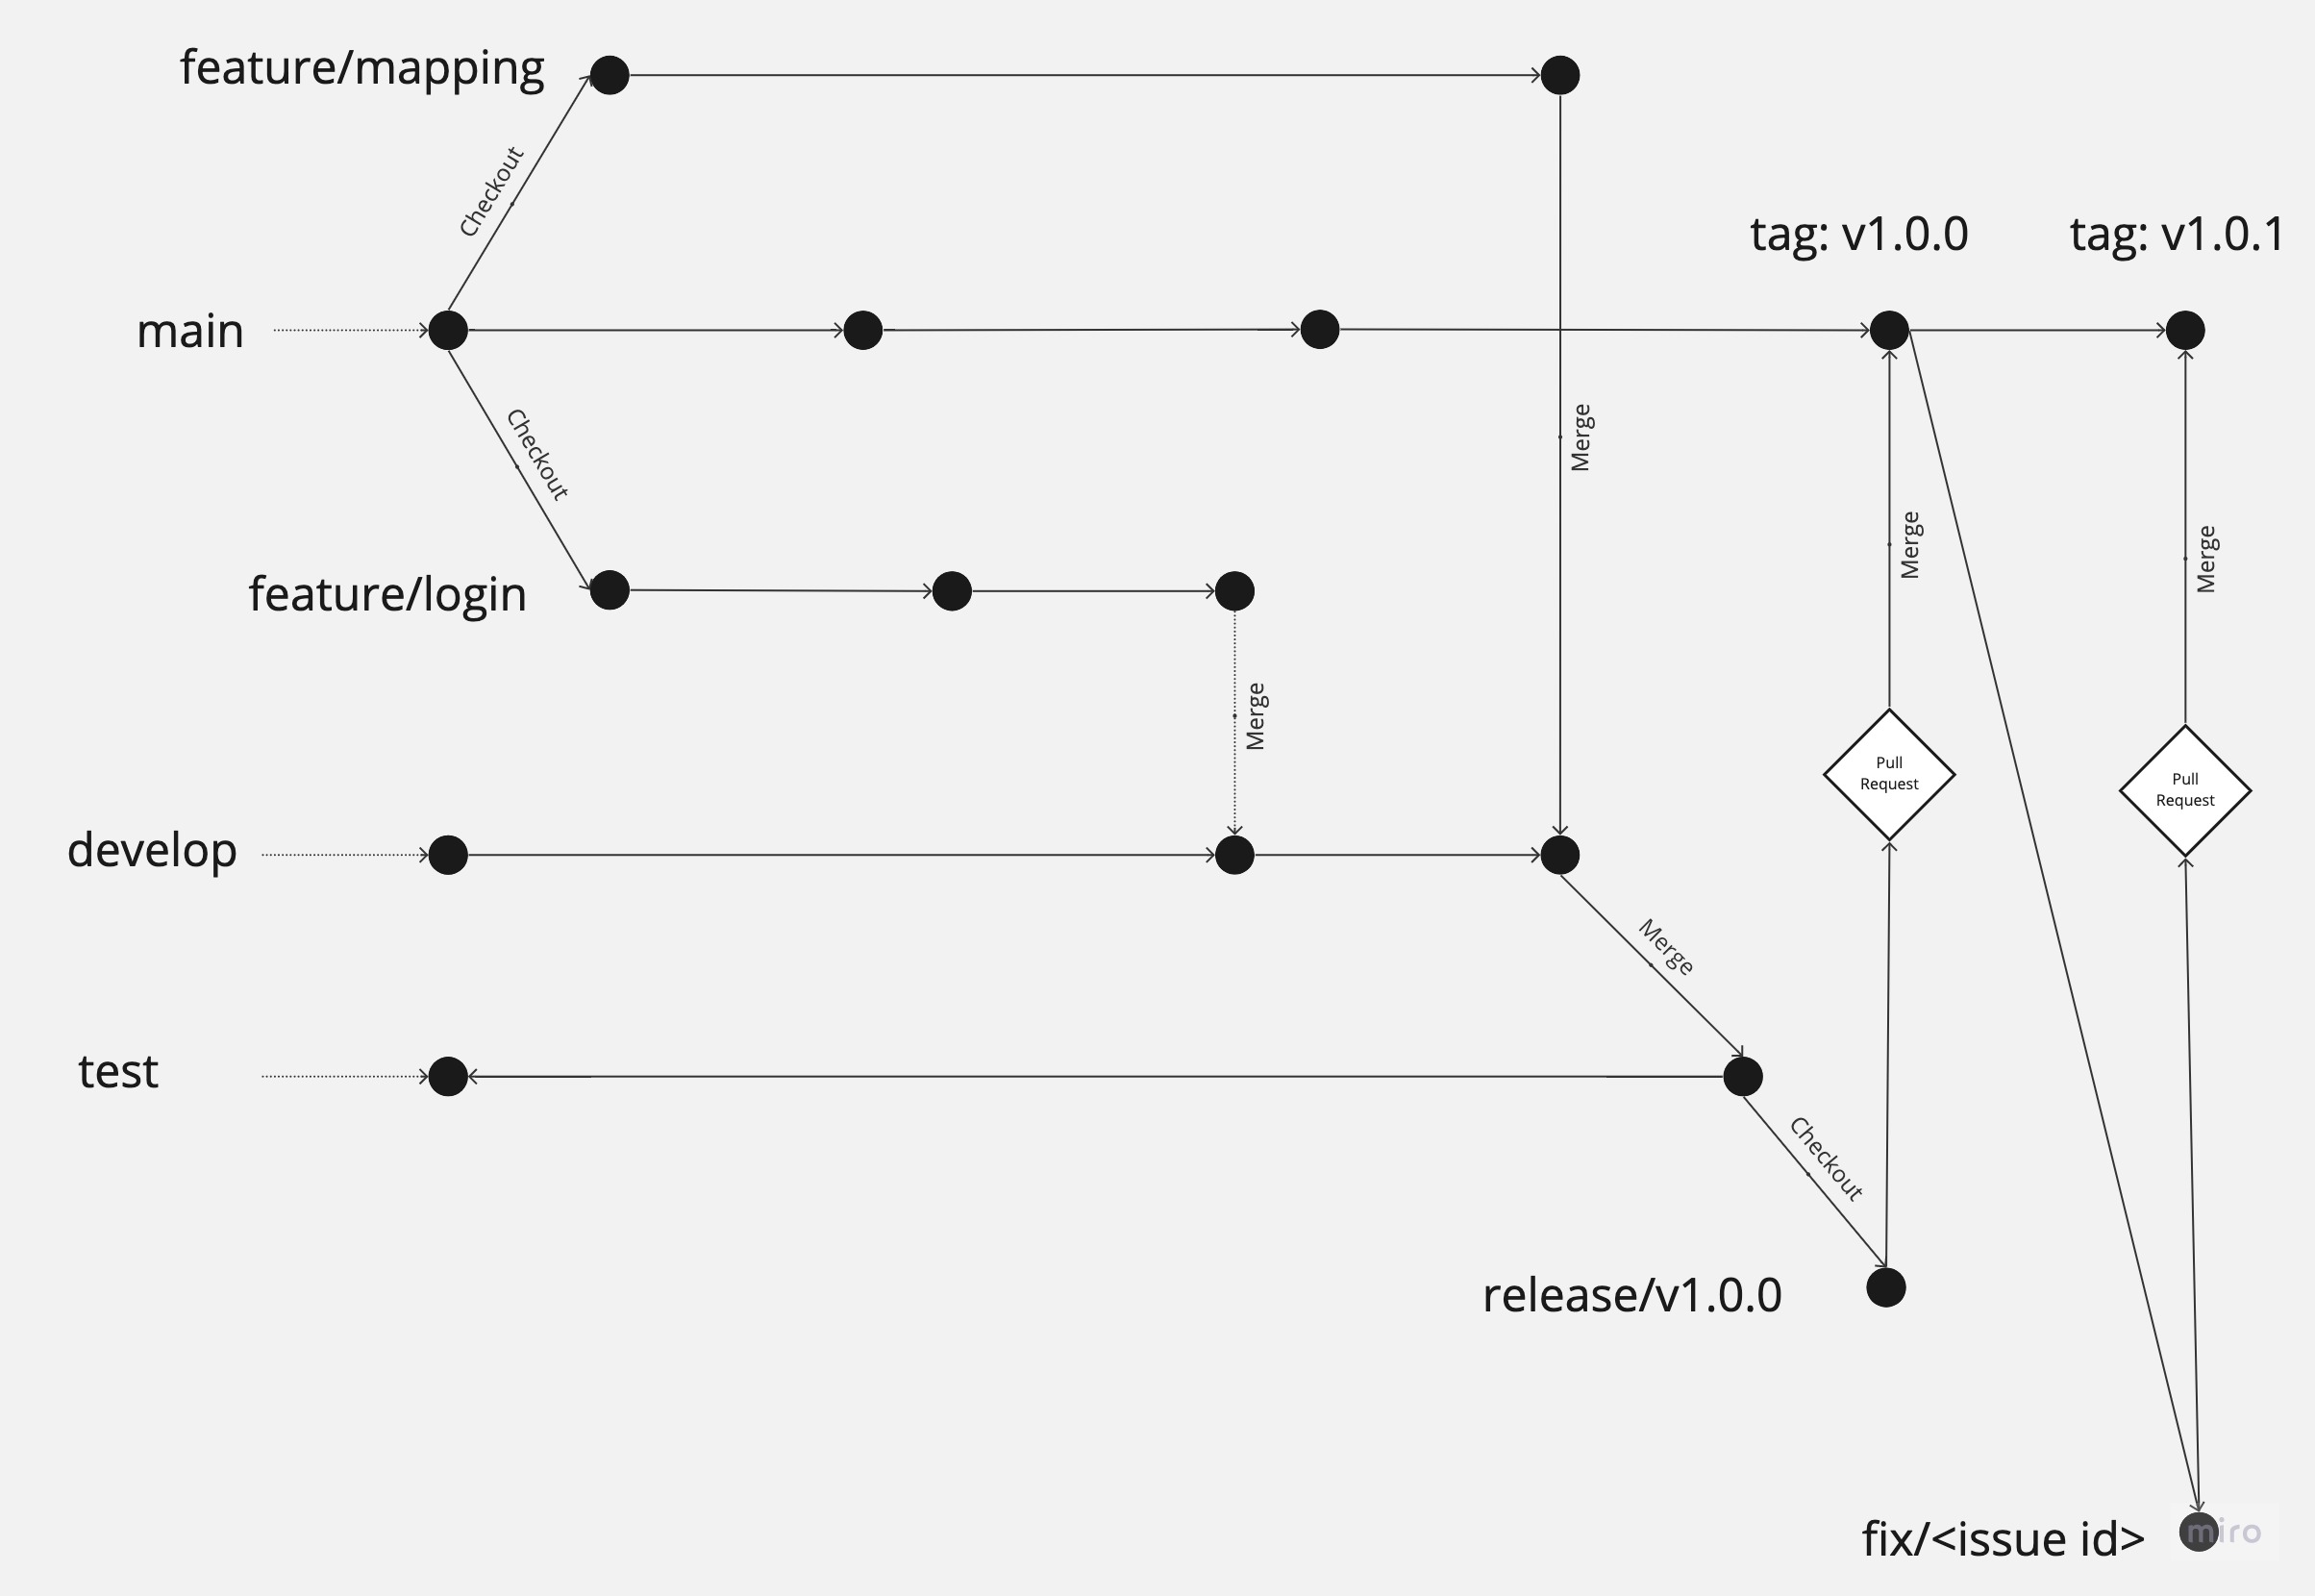 feature/mapping
Checkout
tag: v1.0.0
tag: v1.0.1
main
Checkout
Merge
Merge
Merge
feature/login
Merge
Pull
Request
Pull
Request
develop
Merge
test
Checkout
release/v1.0.0
fix/<issue id>
miro